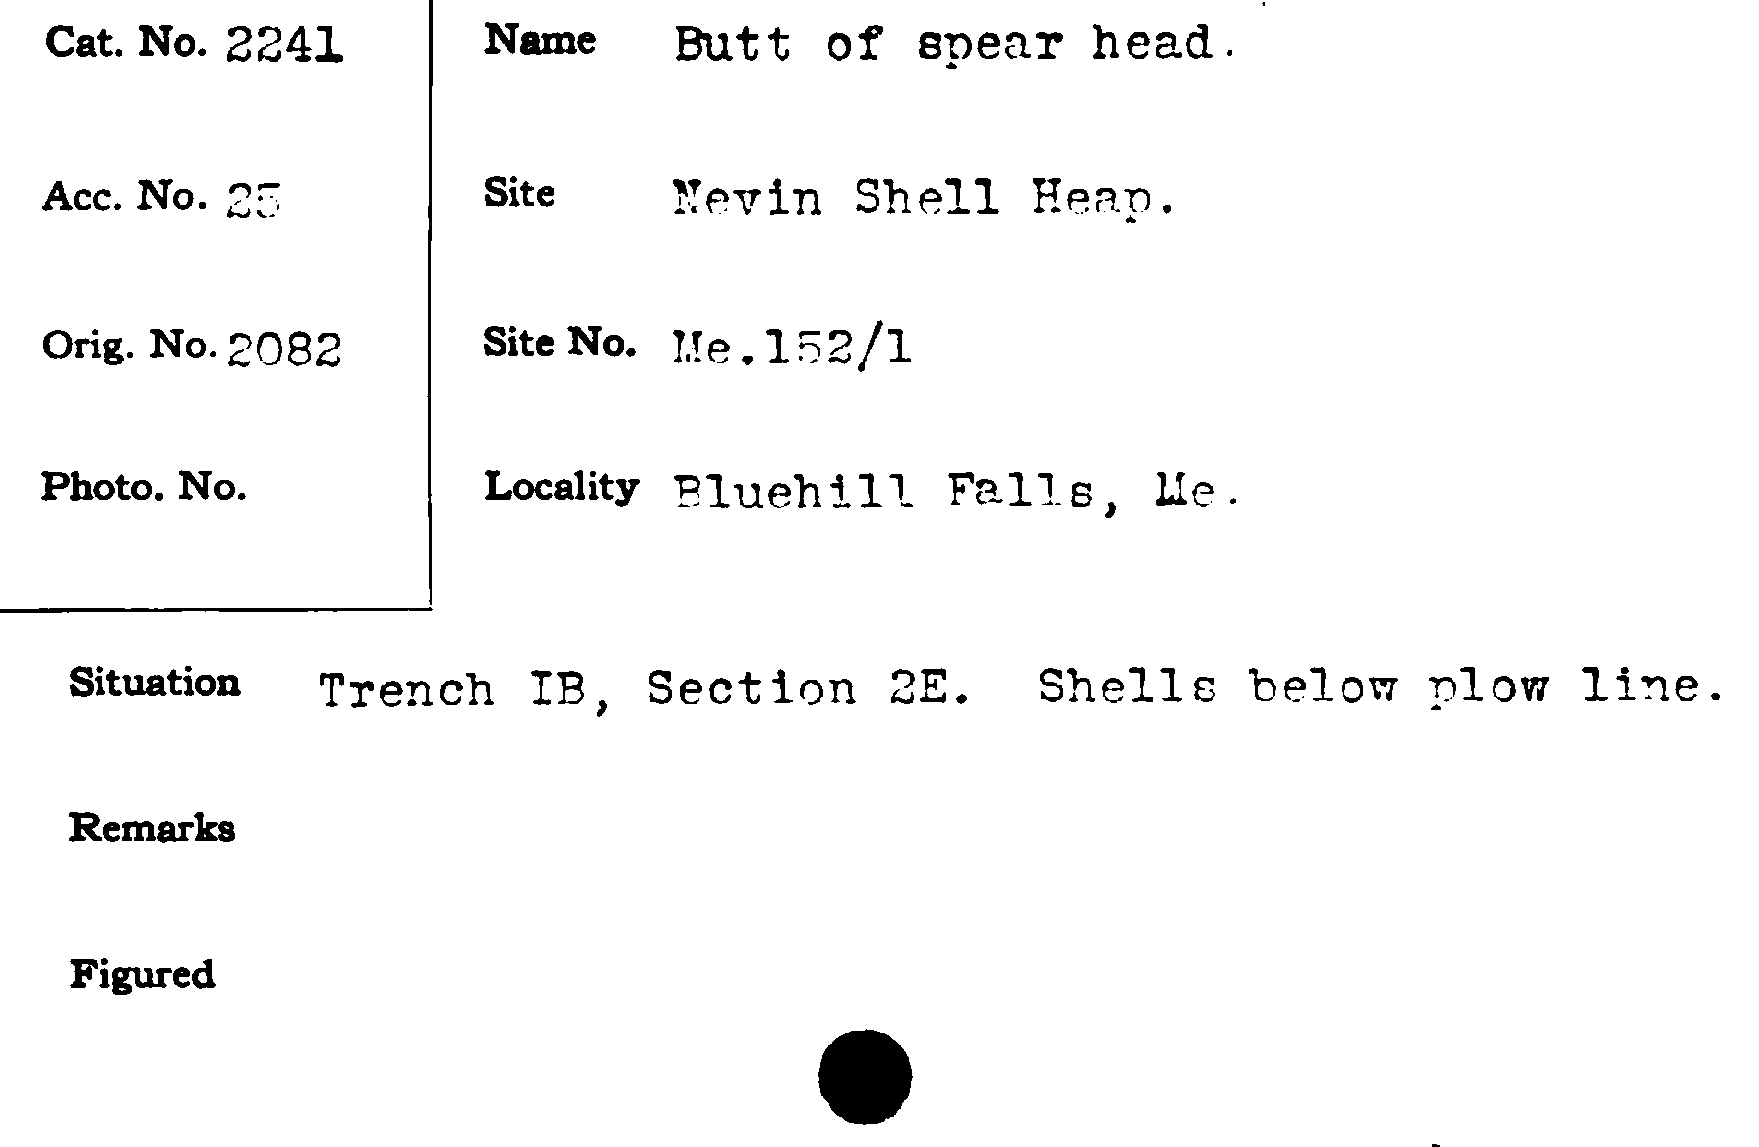 Cat. No. 2241
Name Butt of spear head.
Acc. No. 25
Site Nevin Shell Heap.
Orig. No. 2082
Site No. Me.152/1
Photo. No.
Locality Bluehill Falls, Me.
Situation Trench IB, Section 2E. Shells below plow line.
Remarks
Figured